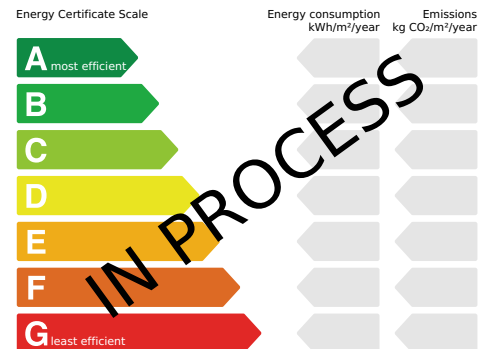 Energy Certificate Scale
Energy consumption
kWh/m²/year
Emissions
kg CO₂/m²/year
A most efficient
B
C
D
E
F
G least efficient
IN PROCESS